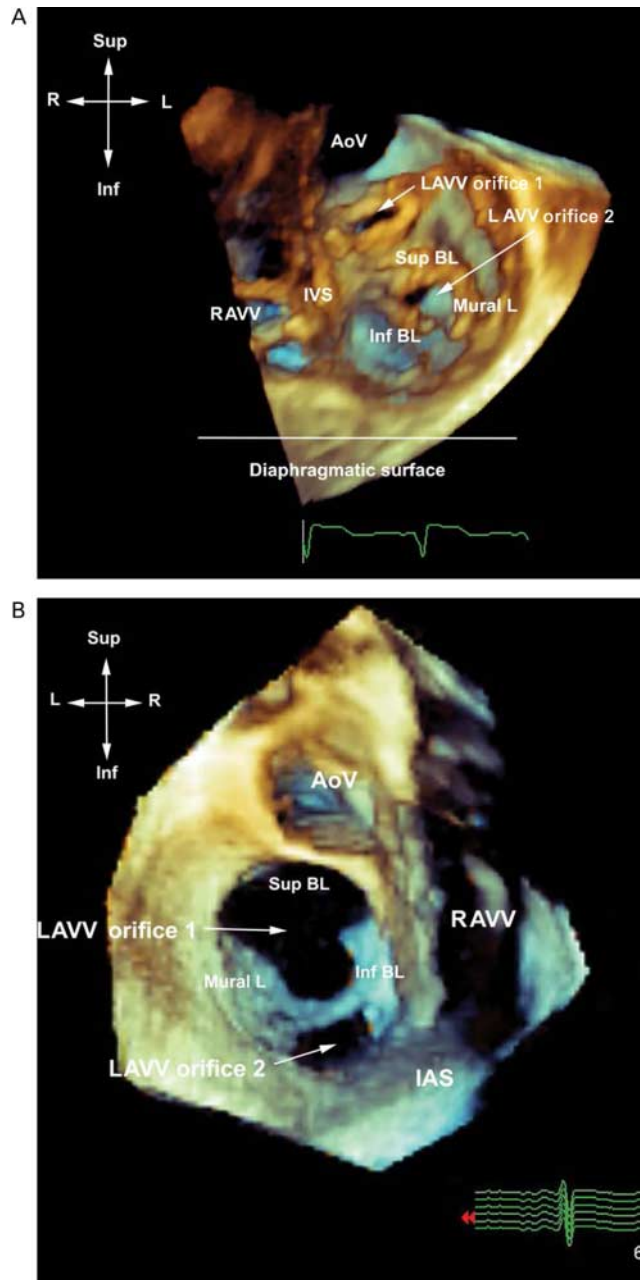 A
Sup
R L
Inf
AoV
LAVV orifice 1
L AVV orifice 2
Sup BL
IVS
RAVV
Mural L
Inf BL
Diaphragmatic surface
B
Sup
L R
Inf
AoV
Sup BL
LAVV orifice 1
RAVV
Mural L
Inf BL
LAVV orifice 2
IAS
6